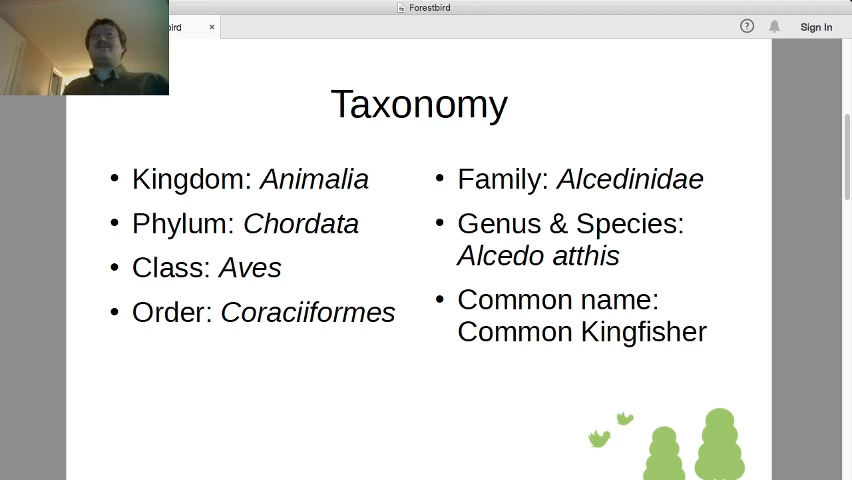 Forestbird
bird
Sign In
Taxonomy
• Kingdom: Animalia
• Phylum: Chordata
• Class: Aves
• Order: Coraciiformes
• Family: Alcedinidae
• Genus & Species:
Alcedo atthis
• Common name:
Common Kingfisher